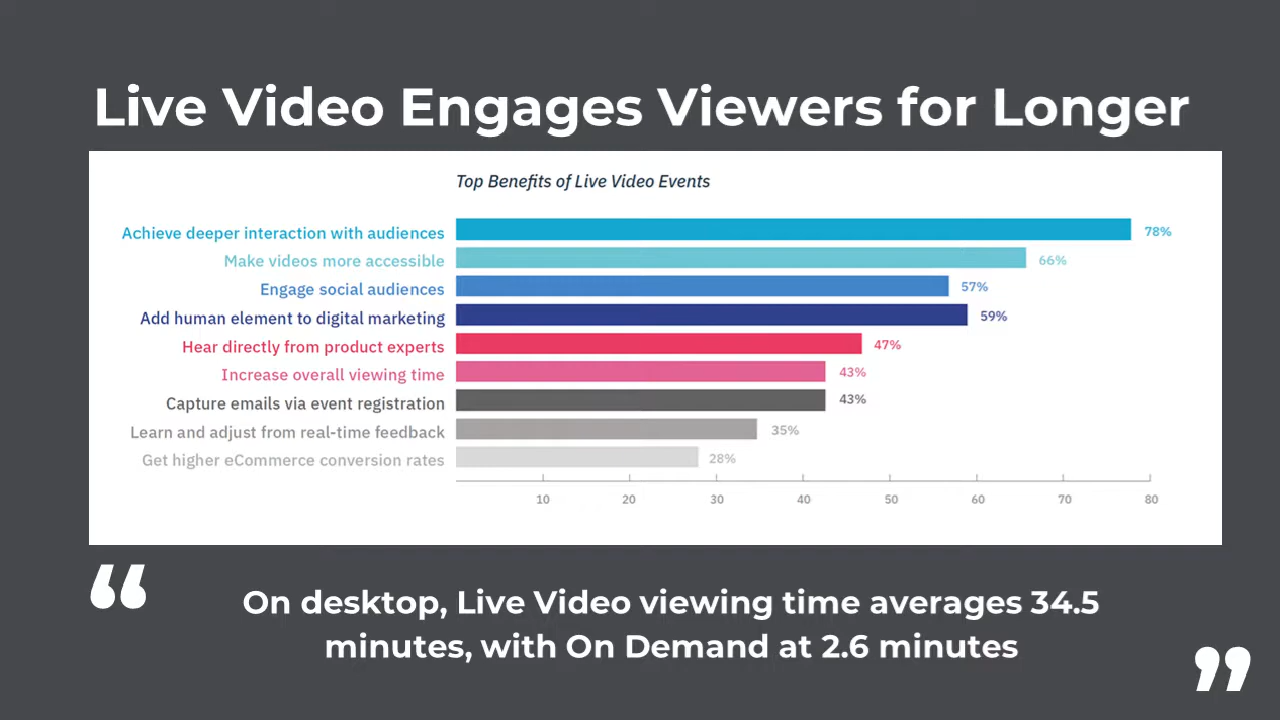 Live Video Engages Viewers for Longer
Top Benefits of Live Video Events
Achieve deeper interaction with audiences 78%
Make videos more accessible 66%
Engage social audiences 57%
Add human element to digital marketing 59%
Hear directly from product experts 47%
Increase overall viewing time 43%
Capture emails via event registration 43%
Learn and adjust from real-time feedback 35%
Get higher eCommerce conversion rates 28%
10 20 30 40 50 60 70 80
“ On desktop, Live Video viewing time averages 34.5
minutes, with On Demand at 2.6 minutes ”